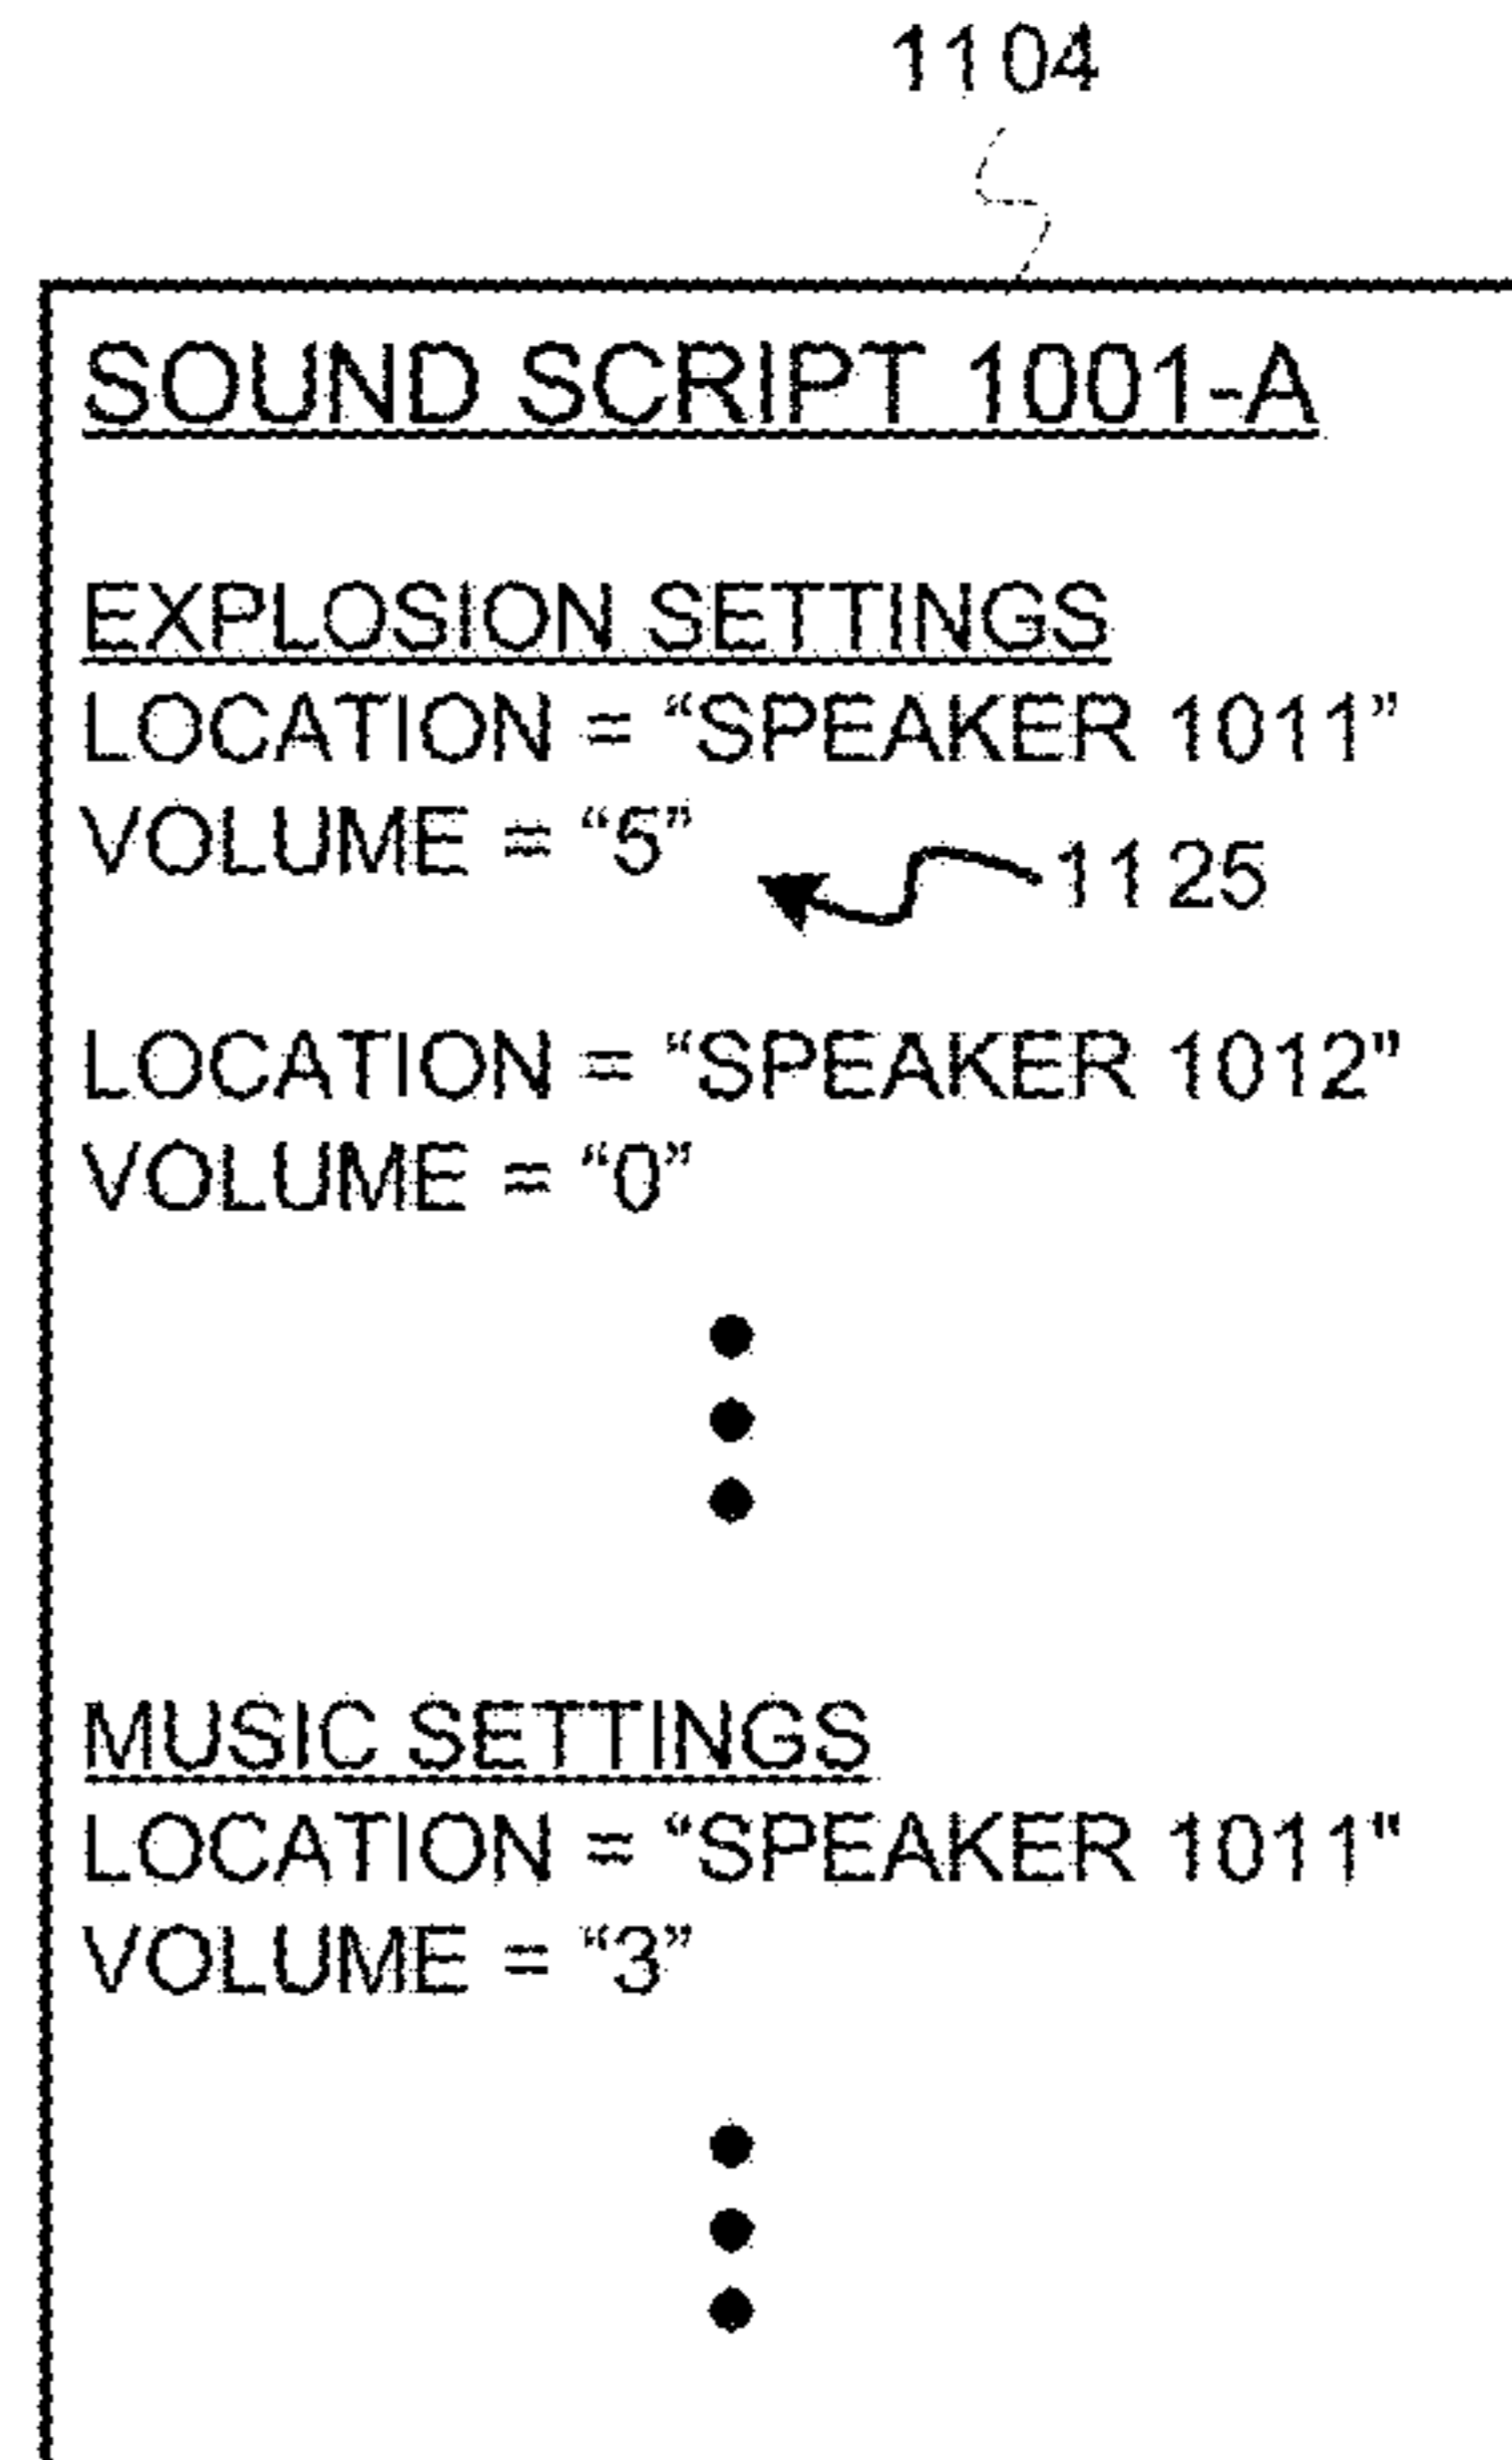 1104
SOUND SCRIPT 1001-A
EXPLOSION SETTINGS
LOCATION = “SPEAKER 1011”
VOLUME = “5”
1125
LOCATION = “SPEAKER 1012”
VOLUME = “0”
MUSIC SETTINGS
LOCATION = “SPEAKER 1011”
VOLUME = “3”